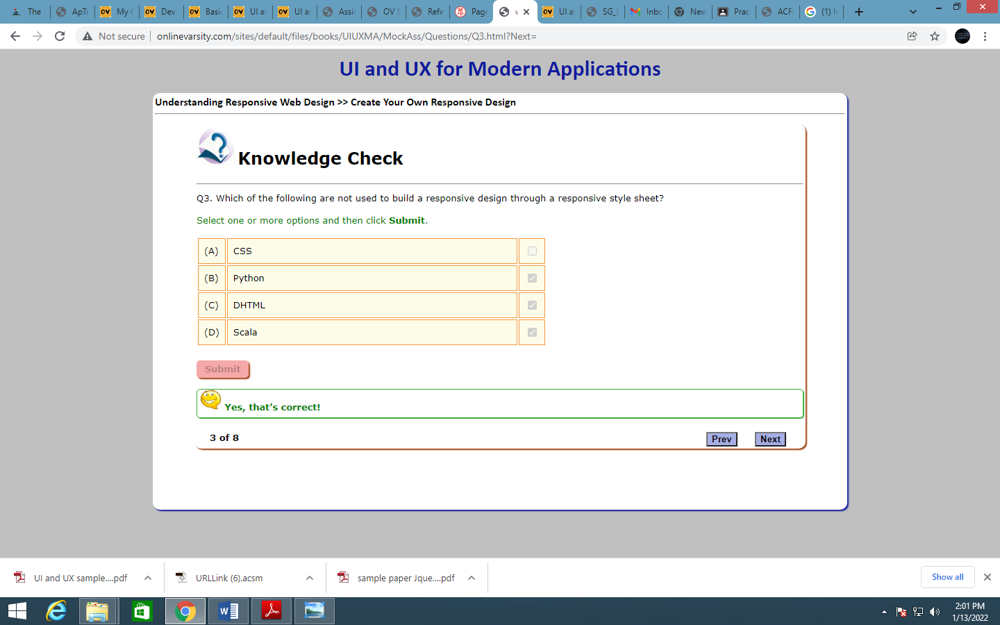 The
ApT
My
Dev
Basi
UI a
UI a
Assi
OV S
Refe
Page
UI a
SG_
Inbo
New
Prac
ACF
(1) I
Not secure
onlinevarsity.com/sites/default/files/books/UIUXMA/MockAss/Questions/Q3.html?Next=
UI and UX for Modern Applications
Understanding Responsive Web Design >> Create Your Own Responsive Design
Knowledge Check
Q3. Which of the following are not used to build a responsive design through a responsive style sheet?
Select one or more options and then click Submit.
(A) CSS
(B) Python
(C) DHTML
(D) Scala
Submit
Yes, that's correct!
3 of 8 Prev Next
UI and UX sample....pdf
URLLink (6).acsm
sample paper Jque....pdf
Show all
2:01 PM
1/13/2022